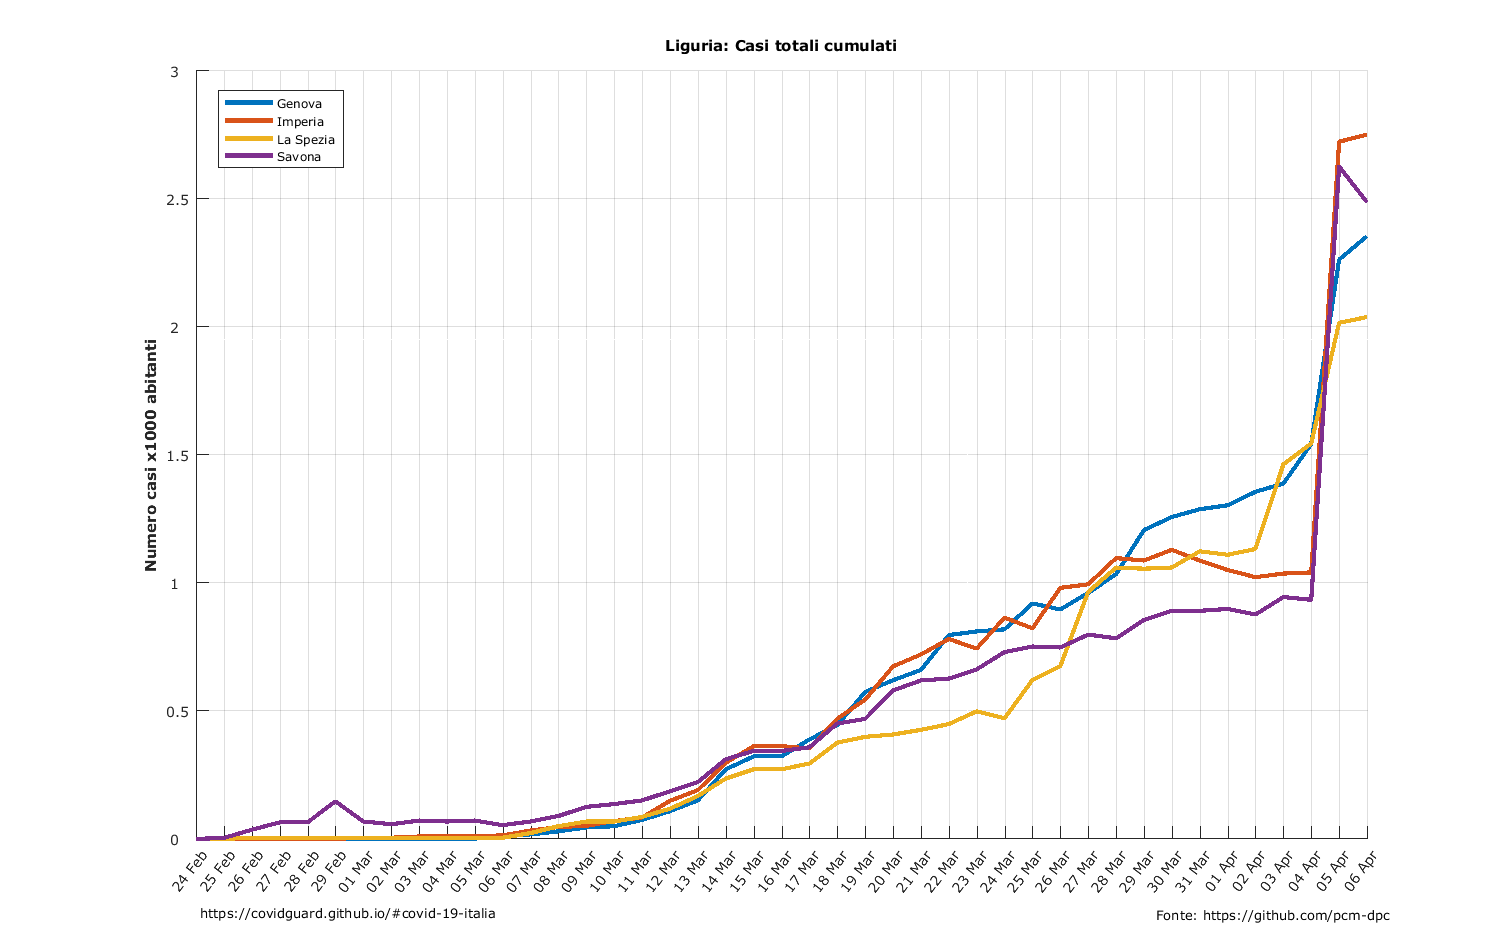 Liguria: Casi totali cumulati
3
2.5
2
1.5
1
0.5
0
Numero casi x1000 abitanti
Genova
Imperia
La Spezia
Savona
24 Feb
25 Feb
26 Feb
27 Feb
28 Feb
29 Feb
01 Mar
02 Mar
03 Mar
04 Mar
05 Mar
06 Mar
07 Mar
08 Mar
09 Mar
10 Mar
11 Mar
12 Mar
13 Mar
14 Mar
15 Mar
16 Mar
17 Mar
18 Mar
19 Mar
20 Mar
21 Mar
22 Mar
23 Mar
24 Mar
25 Mar
26 Mar
27 Mar
28 Mar
29 Mar
30 Mar
31 Mar
01 Apr
02 Apr
03 Apr
04 Apr
05 Apr
06 Apr
https://covidguard.github.io/#covid-19-italia
Fonte: https://github.com/pcm-dpc